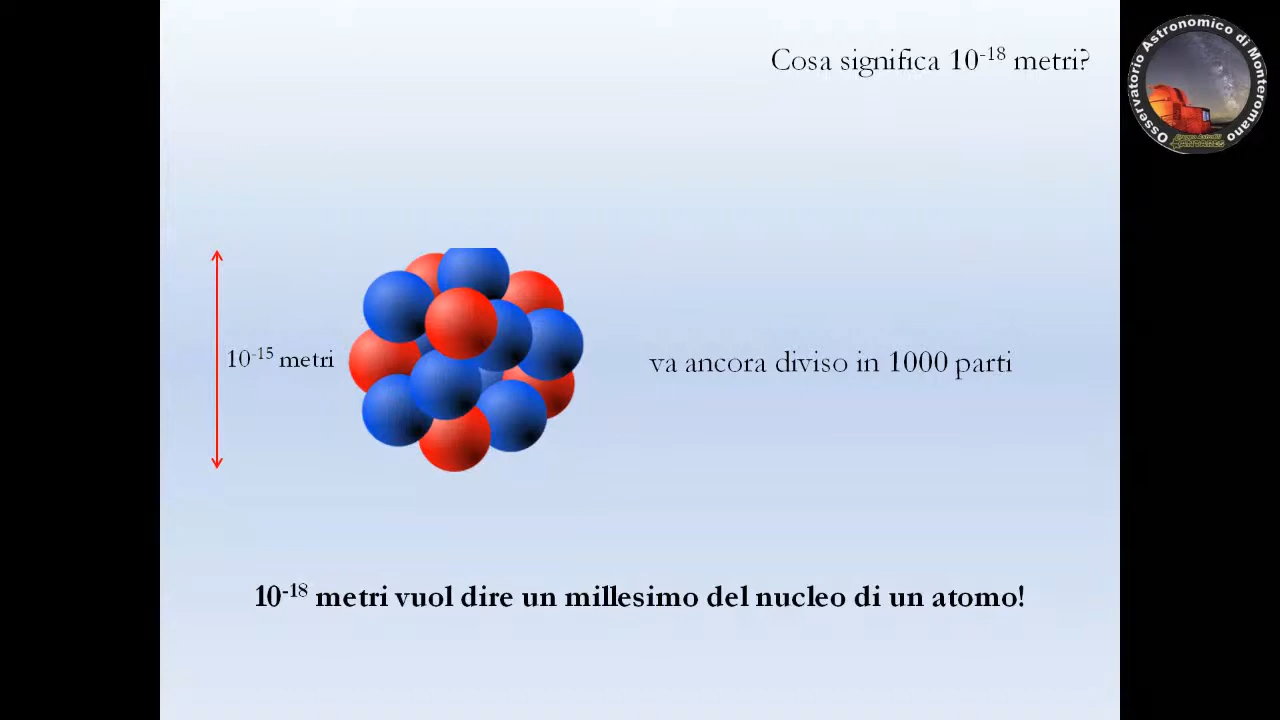 Cosa significa 10⁻¹⁸ metri?
Osservatorio Astronomico di Monteromano
ANTARES
10⁻¹⁵ metri
va ancora diviso in 1000 parti
10⁻¹⁸ metri vuol dire un millesimo del nucleo di un atomo!